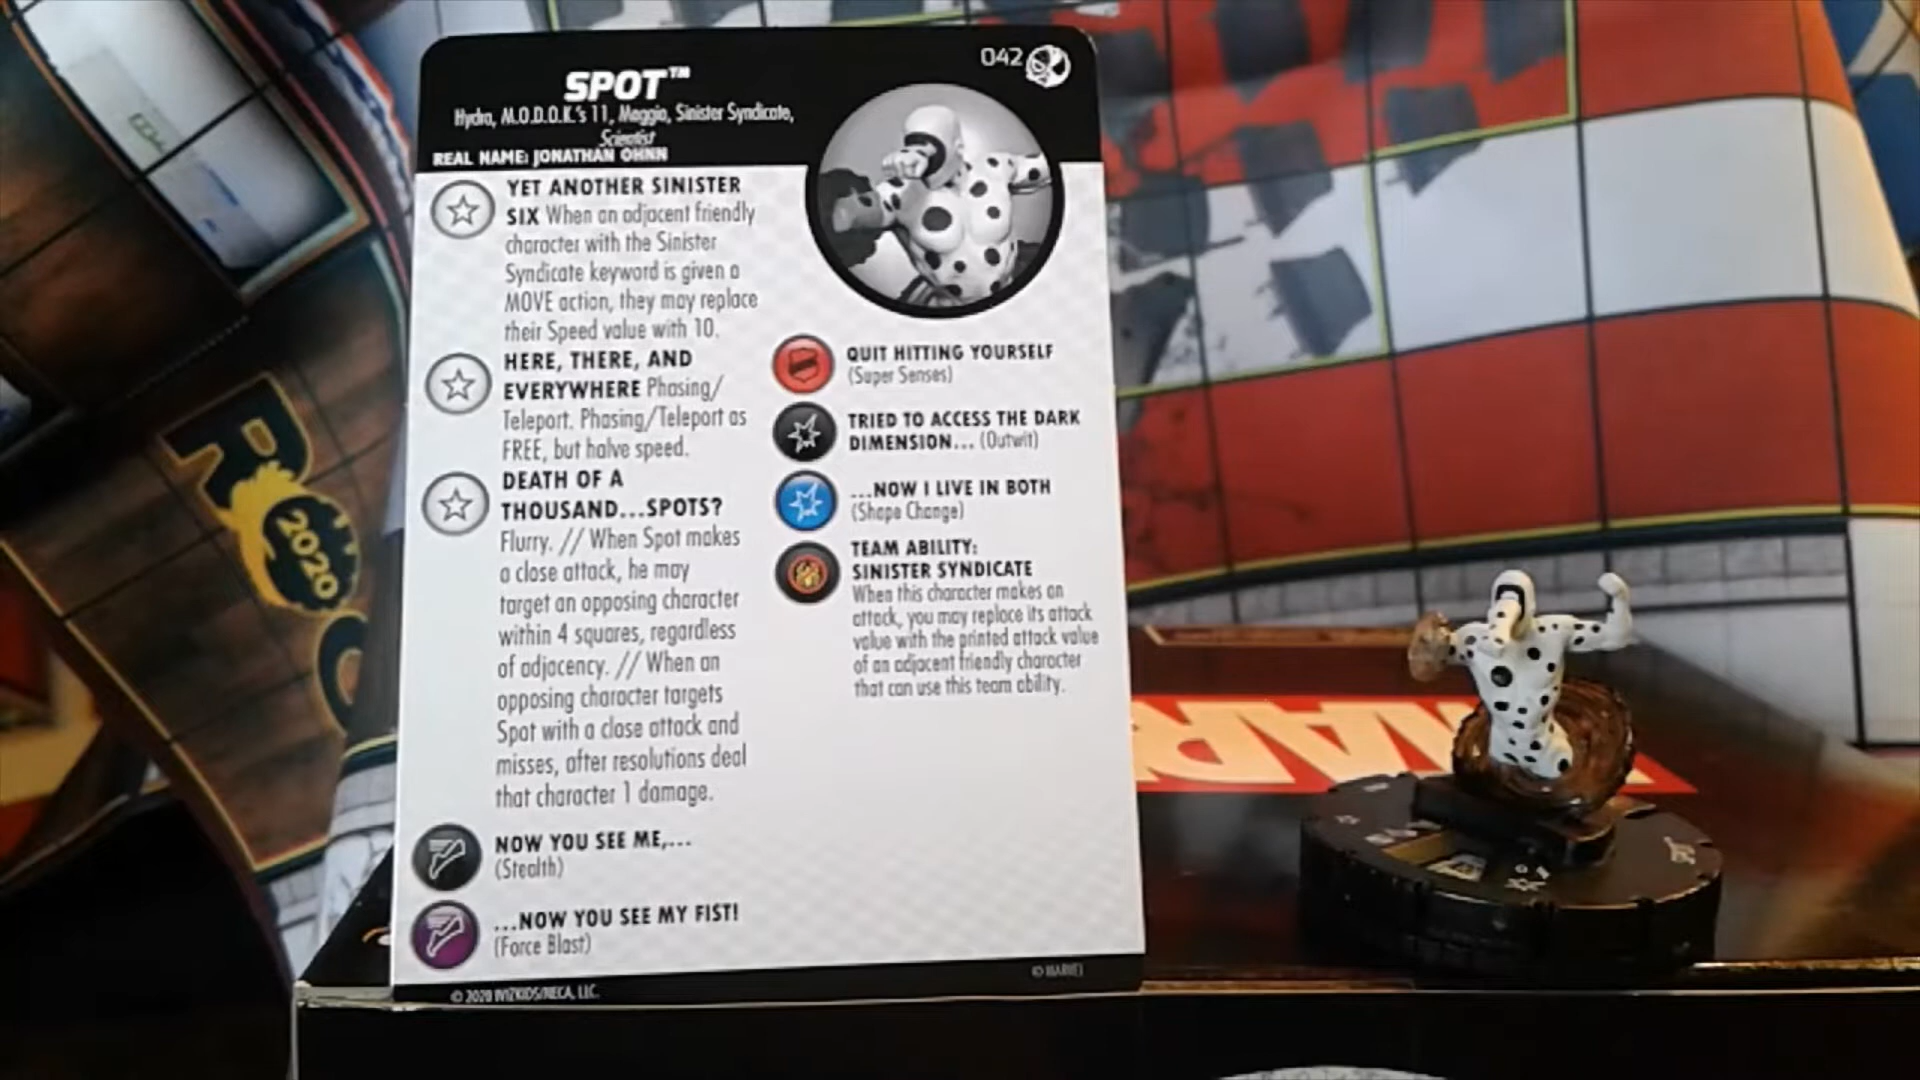 042
SPOT™
Hydra, M.O.D.O.K.'s 11, Maggia, Sinister Syndicate,
Scientist
REAL NAME: JONATHAN OHNN
YET ANOTHER SINISTER
SIX When an adjacent friendly
character with the Sinister
Syndicate keyword is given a
MOVE action, they may replace
their Speed value with 10.
HERE, THERE, AND
EVERYWHERE Phasing/
Teleport. Phasing/Teleport as
FREE, but halve speed.
DEATH OF A
THOUSAND...SPOTS?
Flurry. // When Spot makes
a close attack, he may
target an opposing character
within 4 squares, regardless
of adjacency. // When an
opposing character targets
Spot with a close attack and
misses, after resolutions deal
that character 1 damage.
NOW YOU SEE ME,...
(Stealth)
...NOW YOU SEE MY FIST!
(Force Blast)
QUIT HITTING YOURSELF
(Super Senses)
TRIED TO ACCESS THE DARK
DIMENSION... (Outwit)
...NOW I LIVE IN BOTH
(Shape Change)
TEAM ABILITY:
SINISTER SYNDICATE
When this character makes an
attack, you may replace its attack
value with the printed attack value
of an adjacent friendly character
that can use this team ability.
© MARVEL
© 2020 WIZKIDS/NECA, LLC.
2020